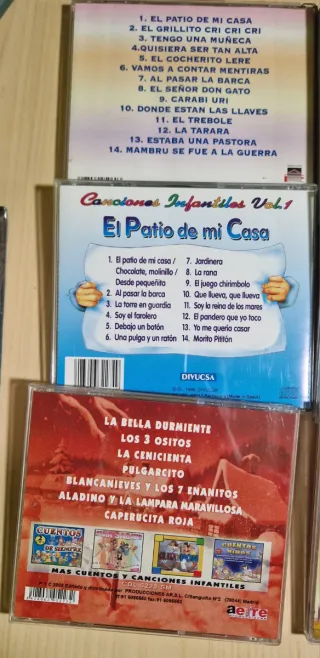 1. EL PATIO DE MI CASA
2. EL GRILLITO CRI CRI CRI
3. TENGO UNA MUÑECA
4.QUISIERA SER TAN ALTA
5. EL COCHERITO LERE
6. VAMOS A CONTAR MENTIRAS
7. AL PASAR LA BARCA
8. EL SEÑOR DON GATO
9. CARABI URI
10. DONDE ESTAN LAS LLAVES
11. EL TREBOLE
12. LA TARARA
13. ESTABA UNA PASTORA
14. MAMBRU SE FUE A LA GUERRA
Canciones Infantiles Vol.1
El Patio de mi Casa
1. El patio de mi casa /
Chocolate, molinillo /
Desde pequeñita
2. Al pasar la barca
3. La torre en guardia
4. Soy el farolero
5. Debajo un botón
6. Una pulga y un ratón
7. Jardinera
8. La rana
9. El juego chirimbolo
10. Que llueva, que llueva
11. Soy la reina de los mares
12. El pandero que yo toco
13. Yo me quería casar
14. Morito Pititón
DIVUCSA
LA BELLA DURMIENTE
LOS 3 OSITOS
LA CENICIENTA
PULGARCITO
BLANCANIEVES Y LOS 7 ENANITOS
ALADINO Y LA LAMPARA MARAVILLOSA
CAPERUCITA ROJA
CUENTOS
DE SIEMPRE
CUENTOS
MAS CUENTOS Y CANCIONES INFANTILES